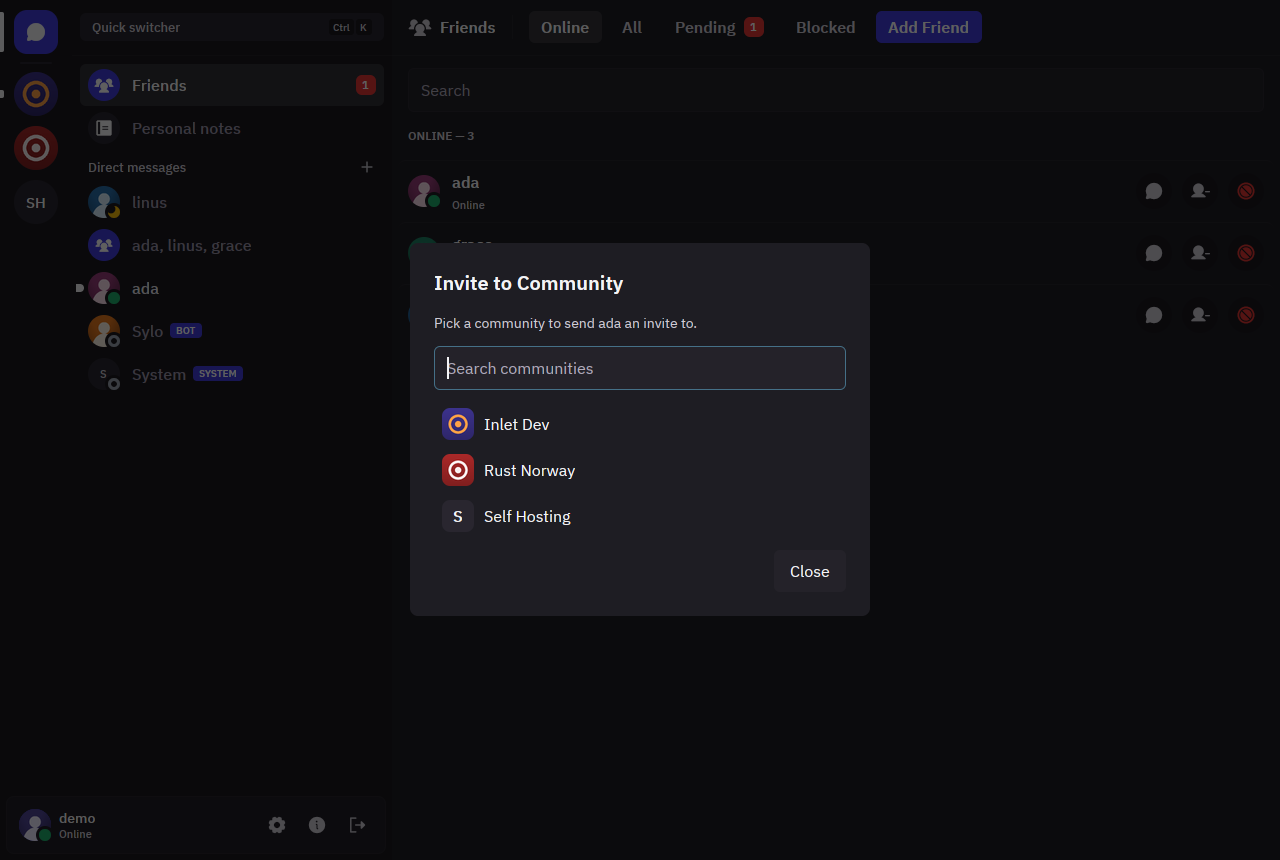 Quick switcher Ctrl K
Friends Online All Pending 1 Blocked Add Friend
Friends 1
Personal notes
Direct messages
linus
ada, linus, grace
ada
Sylo BOT
S System SYSTEM
SH
Search
ONLINE — 3
ada
Online
Invite to Community
Pick a community to send ada an invite to.
Search communities
Inlet Dev
Rust Norway
S Self Hosting
Close
demo
Online